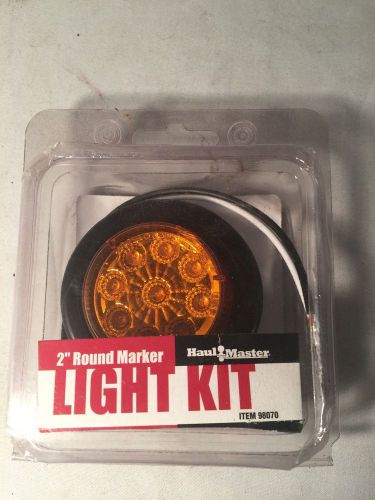 2" Round Marker
Haul Master
LIGHT KIT
ITEM 98070